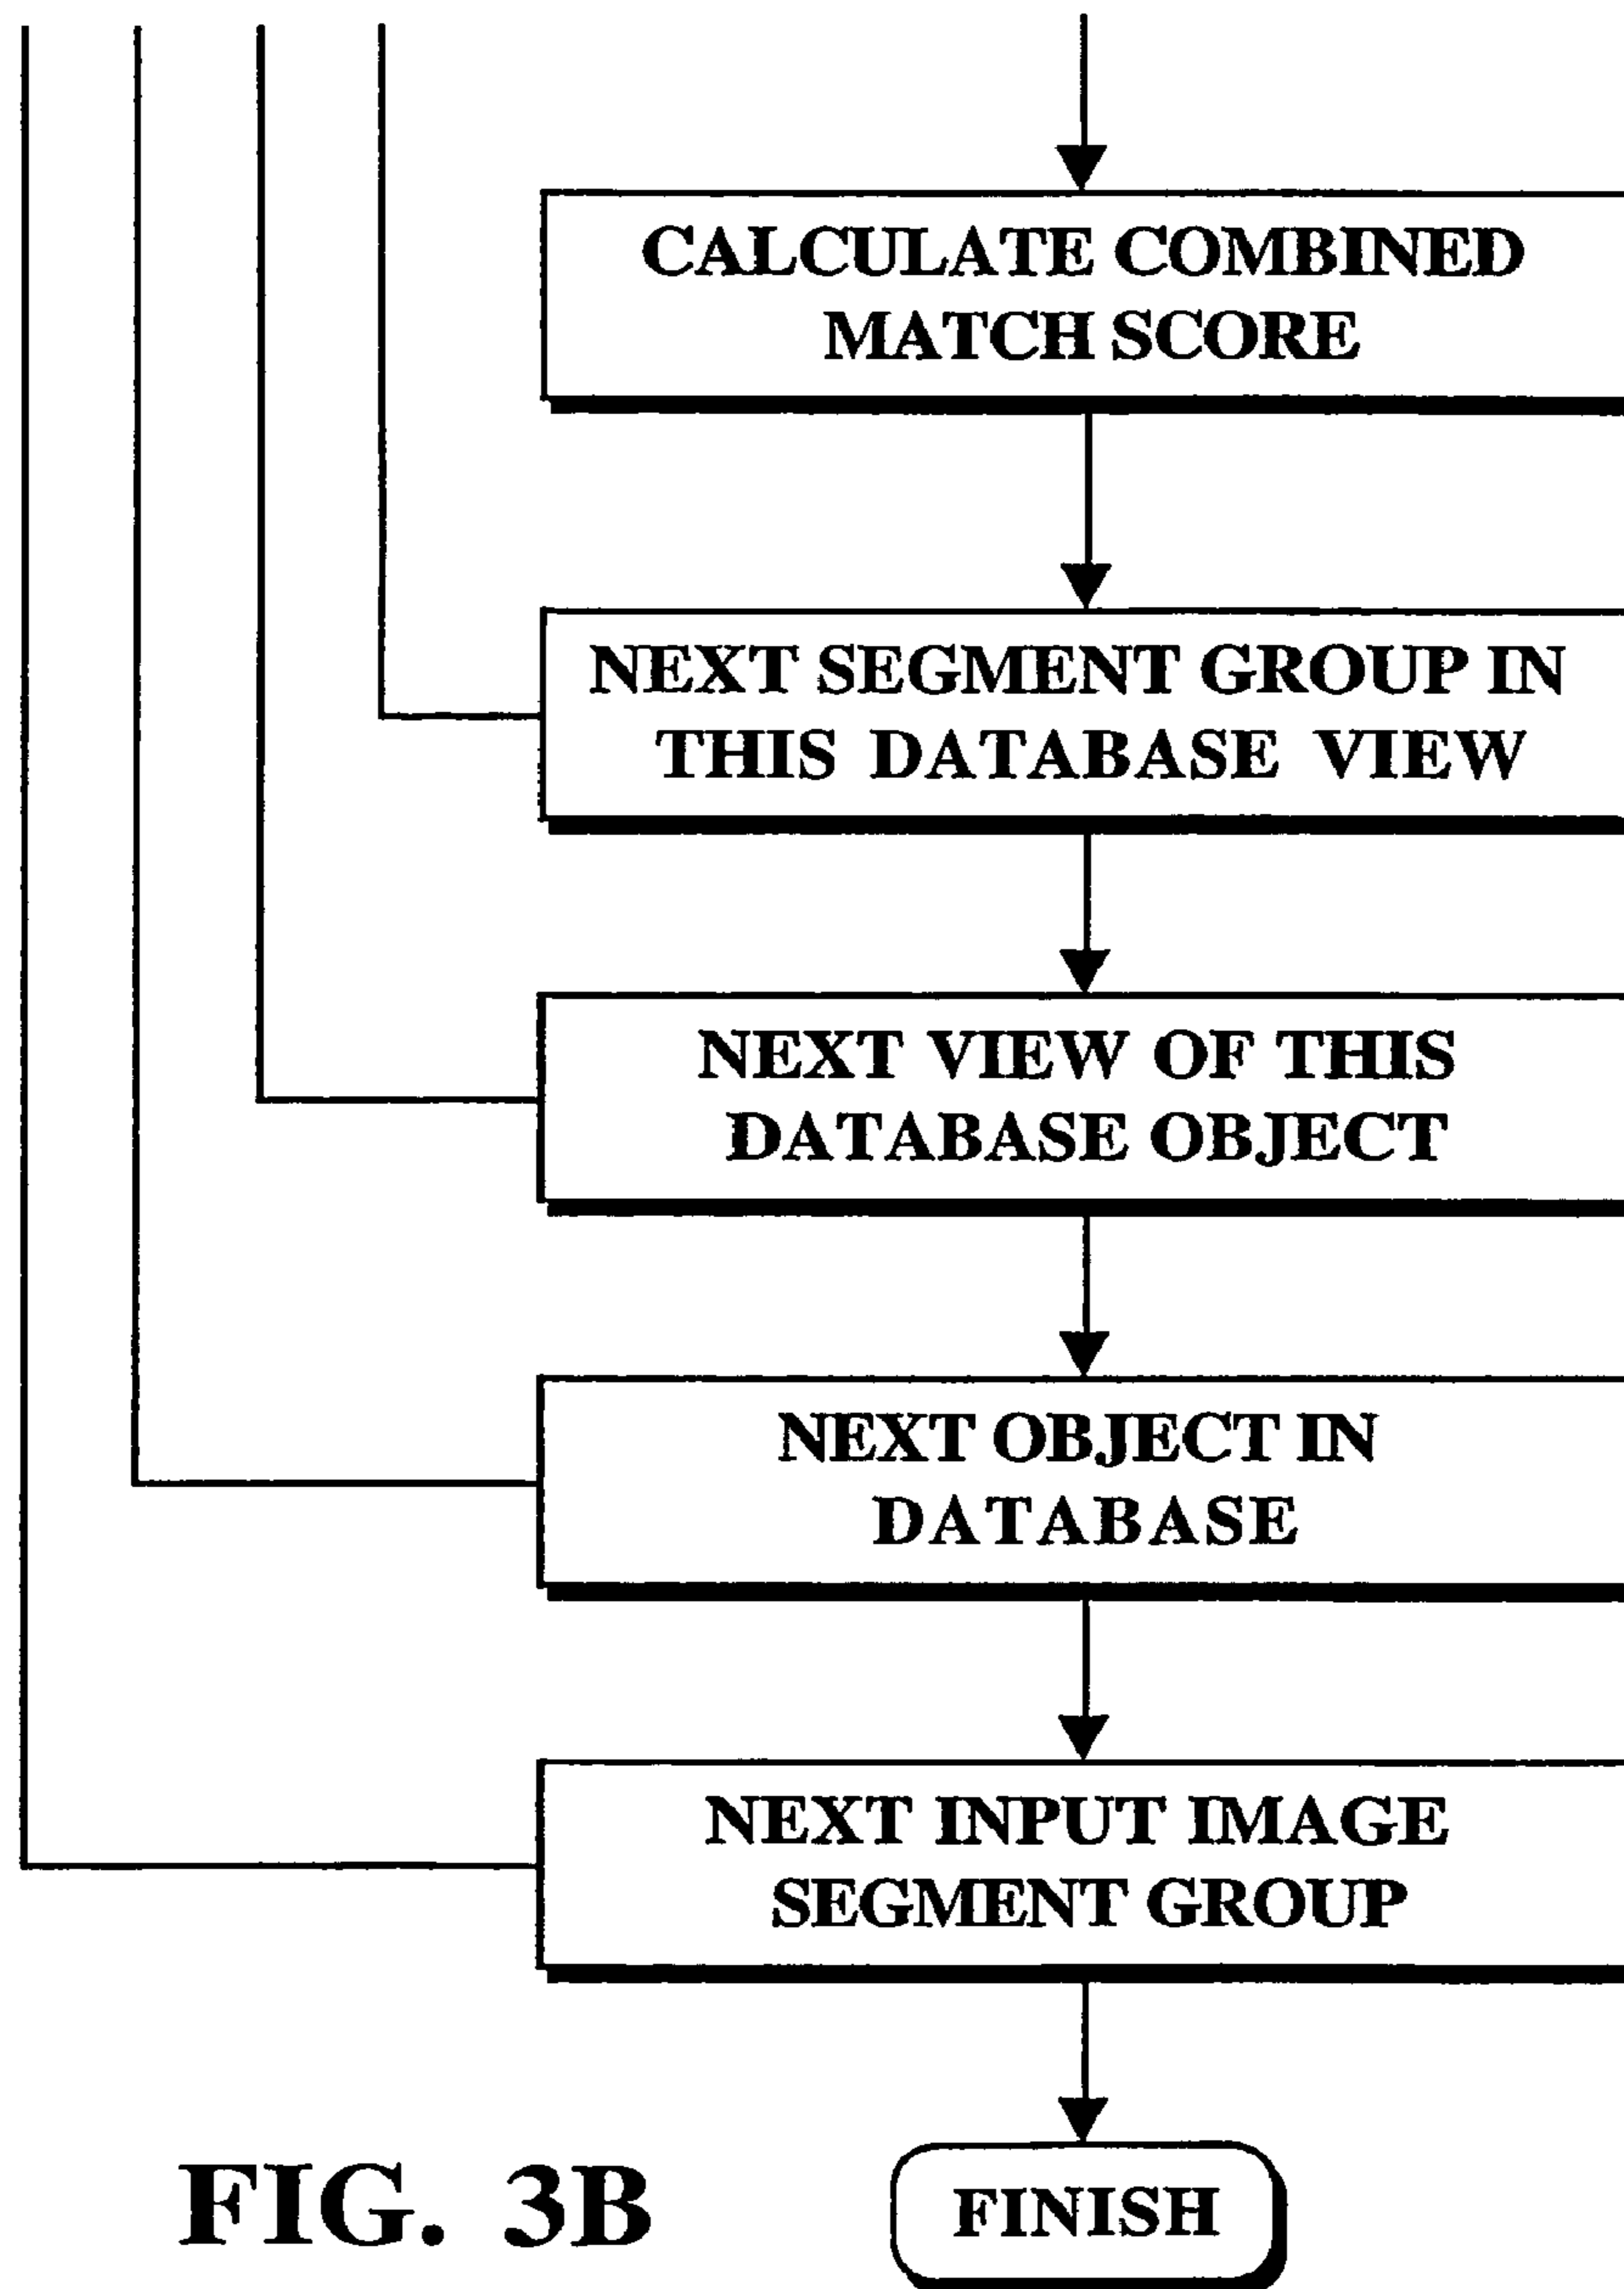 CALCULATE COMBINED
MATCH SCORE
NEXT SEGMENT GROUP IN
THIS DATABASE VIEW
NEXT VIEW OF THIS
DATABASE OBJECT
NEXT OBJECT IN
DATABASE
NEXT INPUT IMAGE
SEGMENT GROUP
FINISH
FIG. 3B